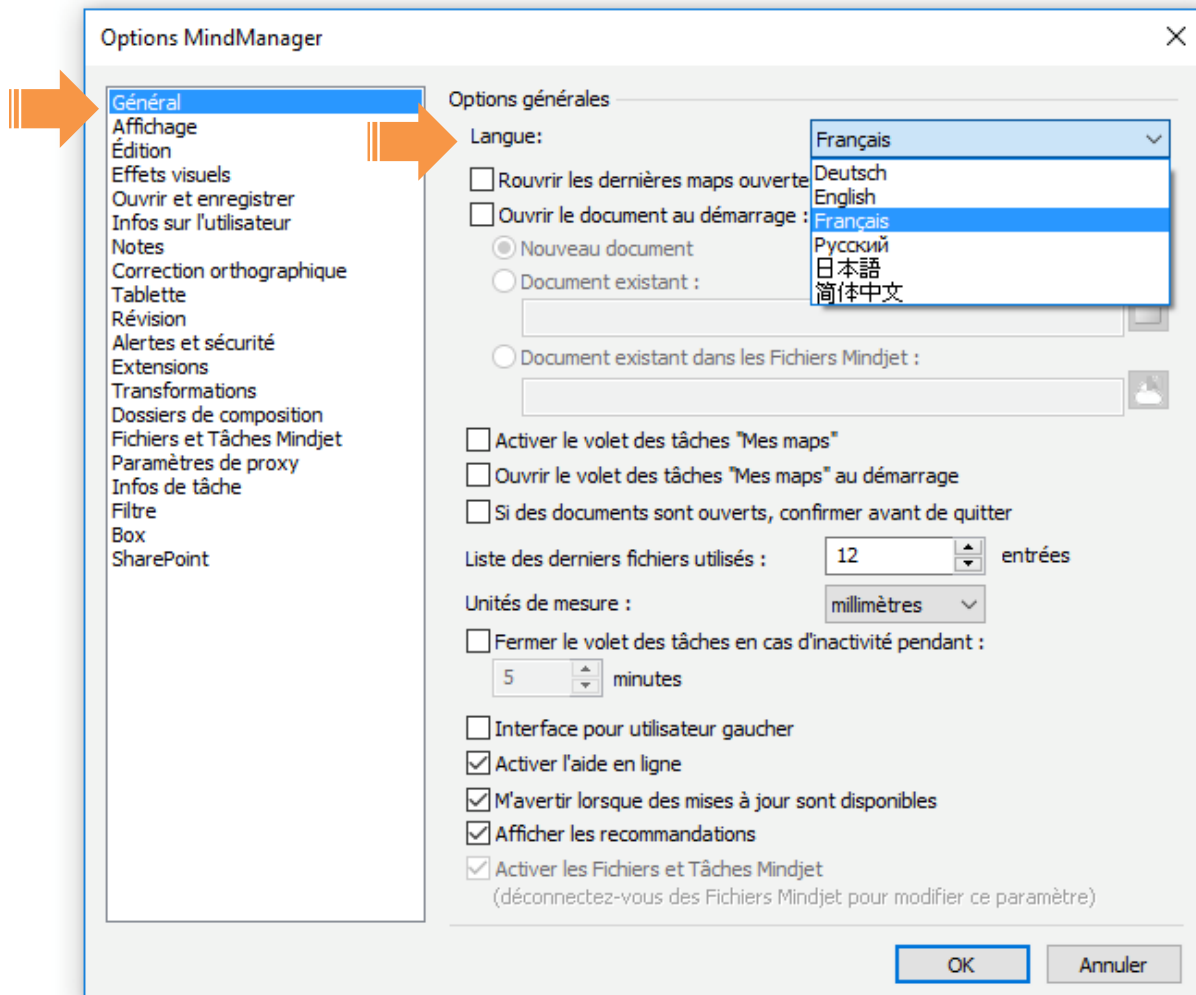 Options MindManager
Général
Affichage
Édition
Effets visuels
Ouvrir et enregistrer
Infos sur l'utilisateur
Notes
Correction orthographique
Tablette
Révision
Alertes et sécurité
Extensions
Transformations
Dossiers de composition
Fichiers et Tâches Mindjet
Paramètres de proxy
Infos de tâche
Filtre
Box
SharePoint
Options générales
Langue:
Français
Deutsch
English
Français
Русский
日本語
简体中文
Rouvrir les dernières maps ouverte
Ouvrir le document au démarrage :
Nouveau document
Document existant :
Document existant dans les Fichiers Mindjet :
Activer le volet des tâches "Mes maps"
Ouvrir le volet des tâches "Mes maps" au démarrage
Si des documents sont ouverts, confirmer avant de quitter
Liste des derniers fichiers utilisés : 12 entrées
Unités de mesure : millimètres
Fermer le volet des tâches en cas d'inactivité pendant :
5 minutes
Interface pour utilisateur gaucher
Activer l'aide en ligne
M'avertir lorsque des mises à jour sont disponibles
Afficher les recommandations
Activer les Fichiers et Tâches Mindjet
(déconnectez-vous des Fichiers Mindjet pour modifier ce paramètre)
OK Annuler